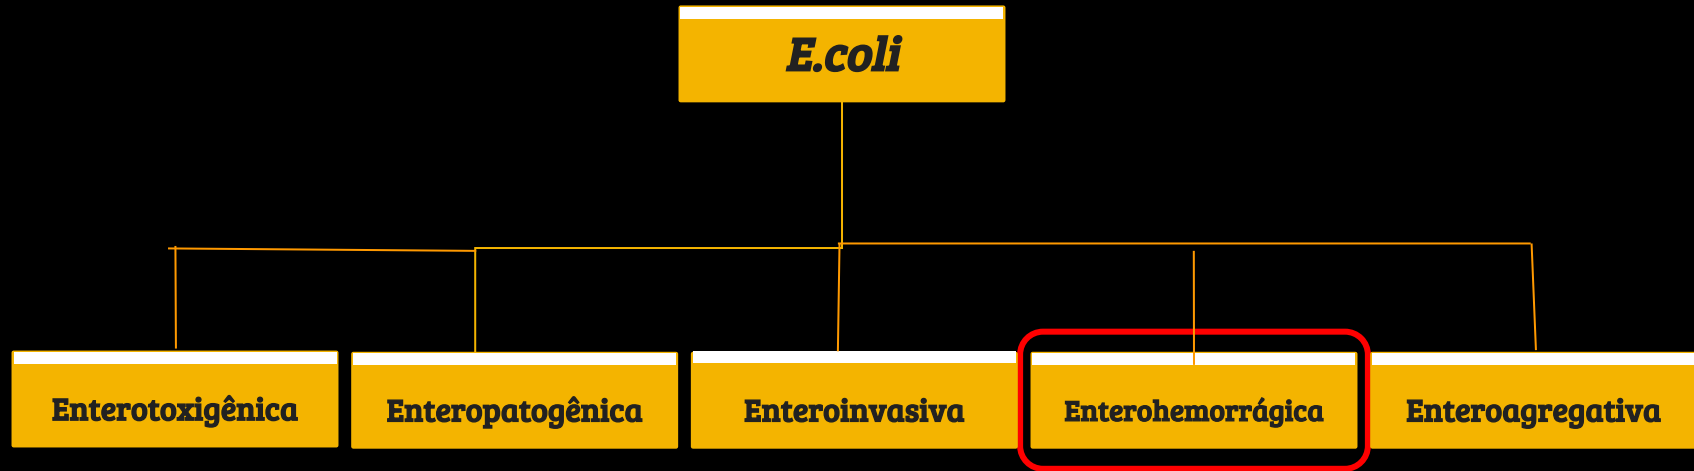 E.coli
Enterotoxigênica
Enteropatogênica
Enteroinvasiva
Enterohemorrágica
Enteroagregativa